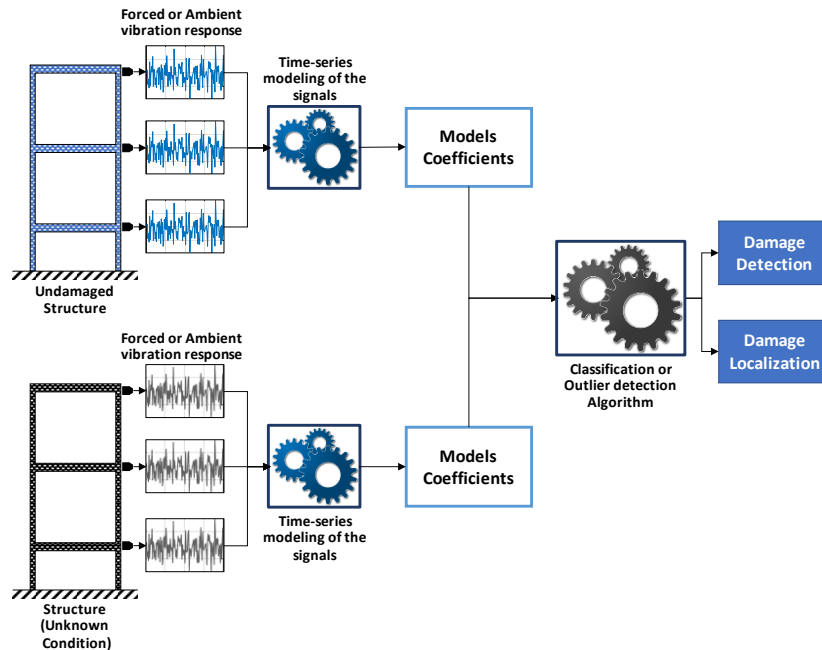 Forced or Ambient
vibration response
Time-series
modeling of the
signals
Models
Coefficients
Undamaged
Structure
Damage
Detection
Damage
Localization
Classification or
Outlier detection
Algorithm
Forced or Ambient
vibration response
Models
Coefficients
Time-series
modeling of the
signals
Structure
(Unknown
Condition)